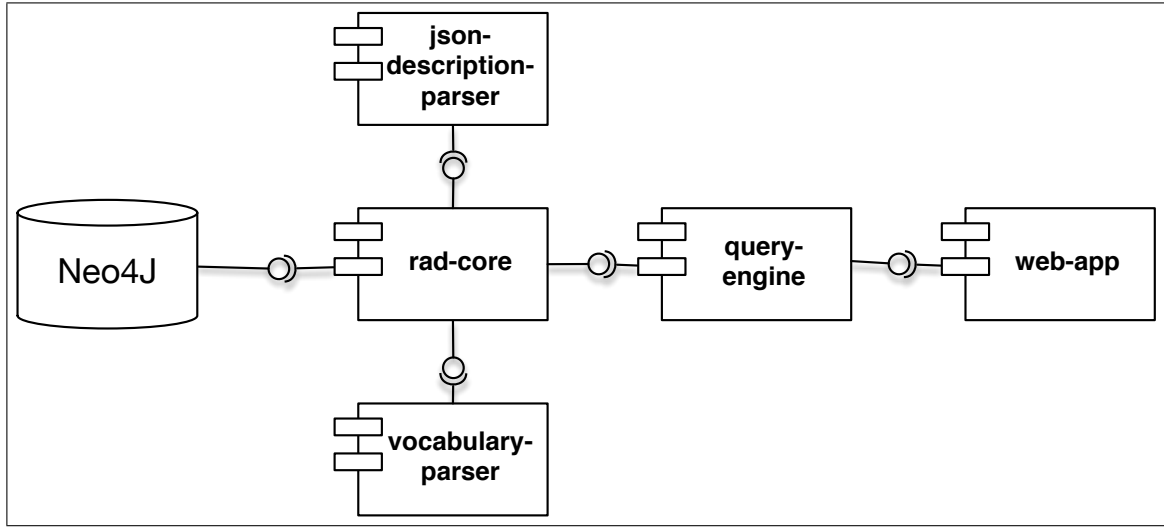 json-
description-
parser
Neo4J
rad-core
query-
engine
web-app
vocabulary-
parser